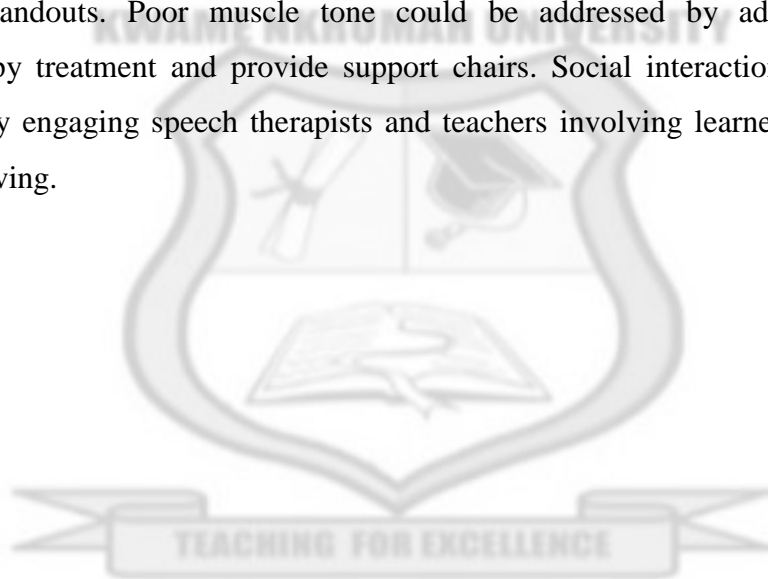 andouts. Poor muscle tone could be addressed by ad
KWAME NKRUMAH UNIVERSITY
py treatment and provide support chairs. Social interaction
y engaging speech therapists and teachers involving learne
ving.
TEACHING FOR EXCELLENCE